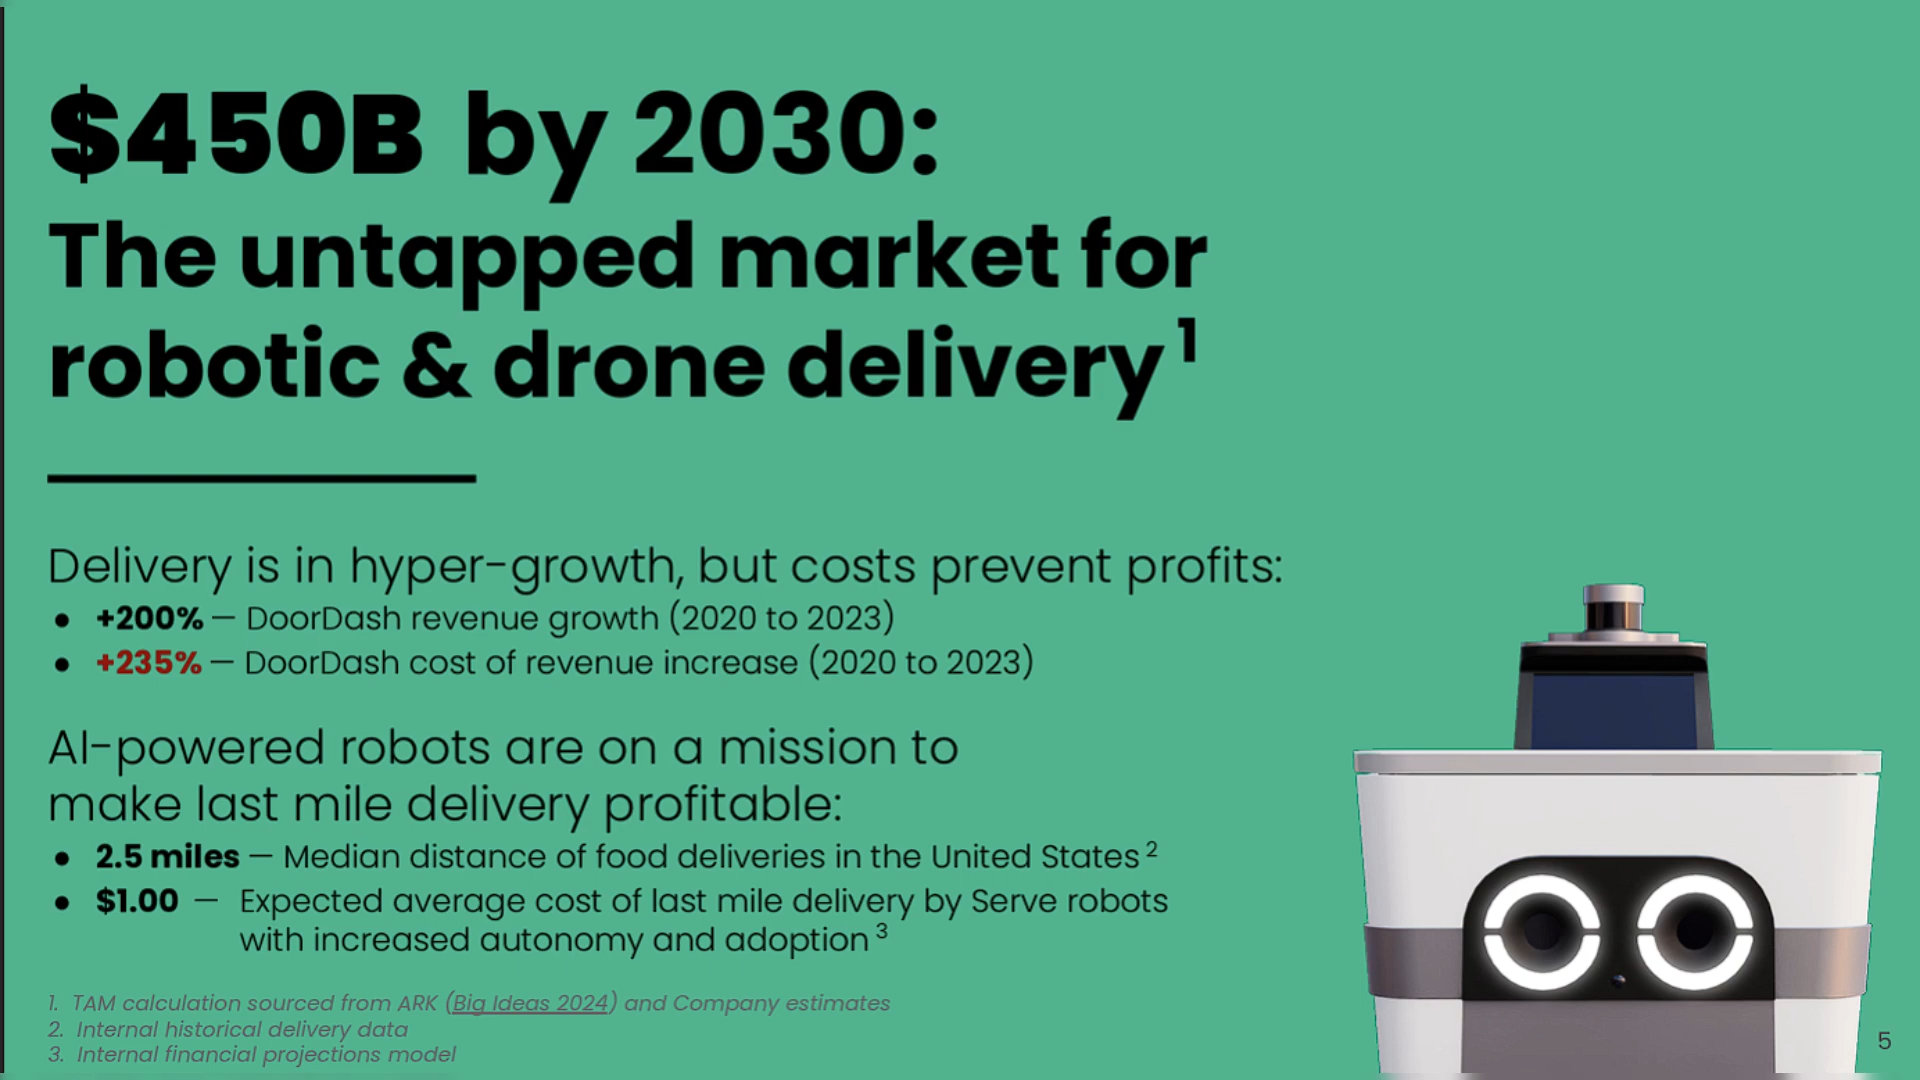 $450B by 2030:
The untapped market for
robotic & drone delivery¹
Delivery is in hyper-growth, but costs prevent profits:
● +200% — DoorDash revenue growth (2020 to 2023)
● +235% — DoorDash cost of revenue increase (2020 to 2023)
AI-powered robots are on a mission to
make last mile delivery profitable:
● 2.5 miles — Median distance of food deliveries in the United States ²
● $1.00 — Expected average cost of last mile delivery by Serve robots
with increased autonomy and adoption ³
1. TAM calculation sourced from ARK (Big Ideas 2024) and Company estimates
2. Internal historical delivery data
3. Internal financial projections model
5